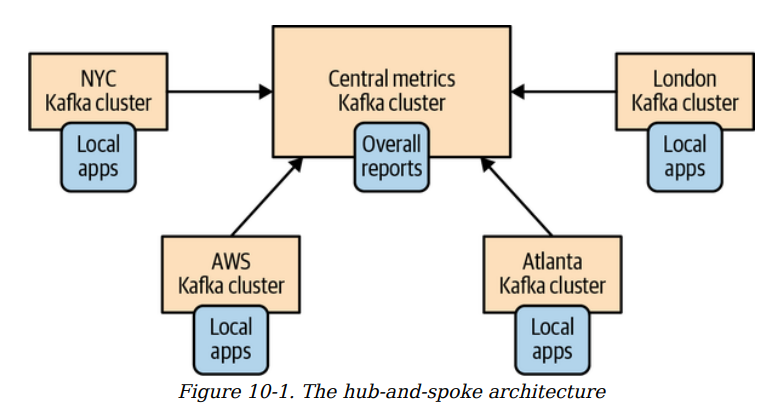 NYC
Kafka cluster
Local
apps
Central metrics
Kafka cluster
Overall
reports
London
Kafka cluster
Local
apps
AWS
Kafka cluster
Local
apps
Atlanta
Kafka cluster
Local
apps
Figure 10-1. The hub-and-spoke architecture